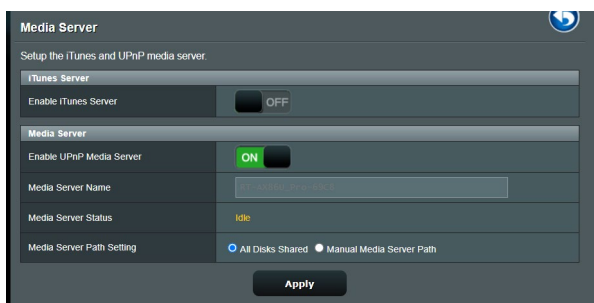 Media Server
Setup the iTunes and UPnP media server.
iTunes Server
Enable iTunes Server
OFF
Media Server
Enable UPnP Media Server
ON
Media Server Name
Media Server Status
Idle
Media Server Path Setting
All Disks Shared Manual Media Server Path
Apply